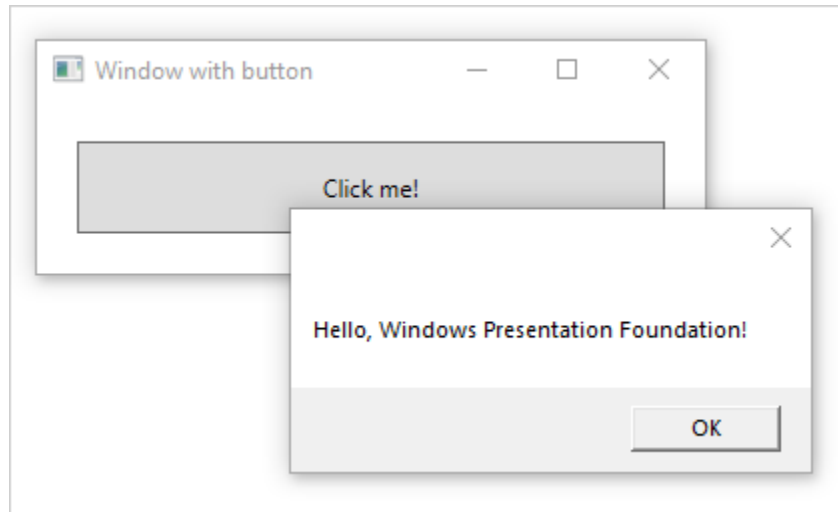 Window with button
Click me!
Hello, Windows Presentation Foundation!
OK